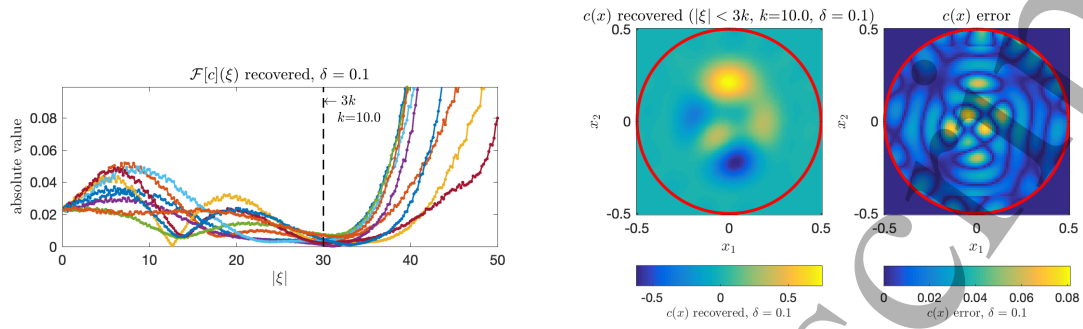 F[c](ξ) recovered, δ = 0.1
absolute value
0.08
0.06
0.04
0.02
0
← 3k
k=10.0
0 10 20 30 40 50
|ξ|
c(x) recovered (|ξ| < 3k, k=10.0, δ = 0.1)
x₂
0.5
0
-0.5
-0.5 0 0.5
x₁
-0.5 0 0.5
c(x) recovered, δ = 0.1
c(x) error
x₂
0.5
0
-0.5
-0.5 0 0.5
x₁
0 0.02 0.04 0.06 0.08
c(x) error, δ = 0.1